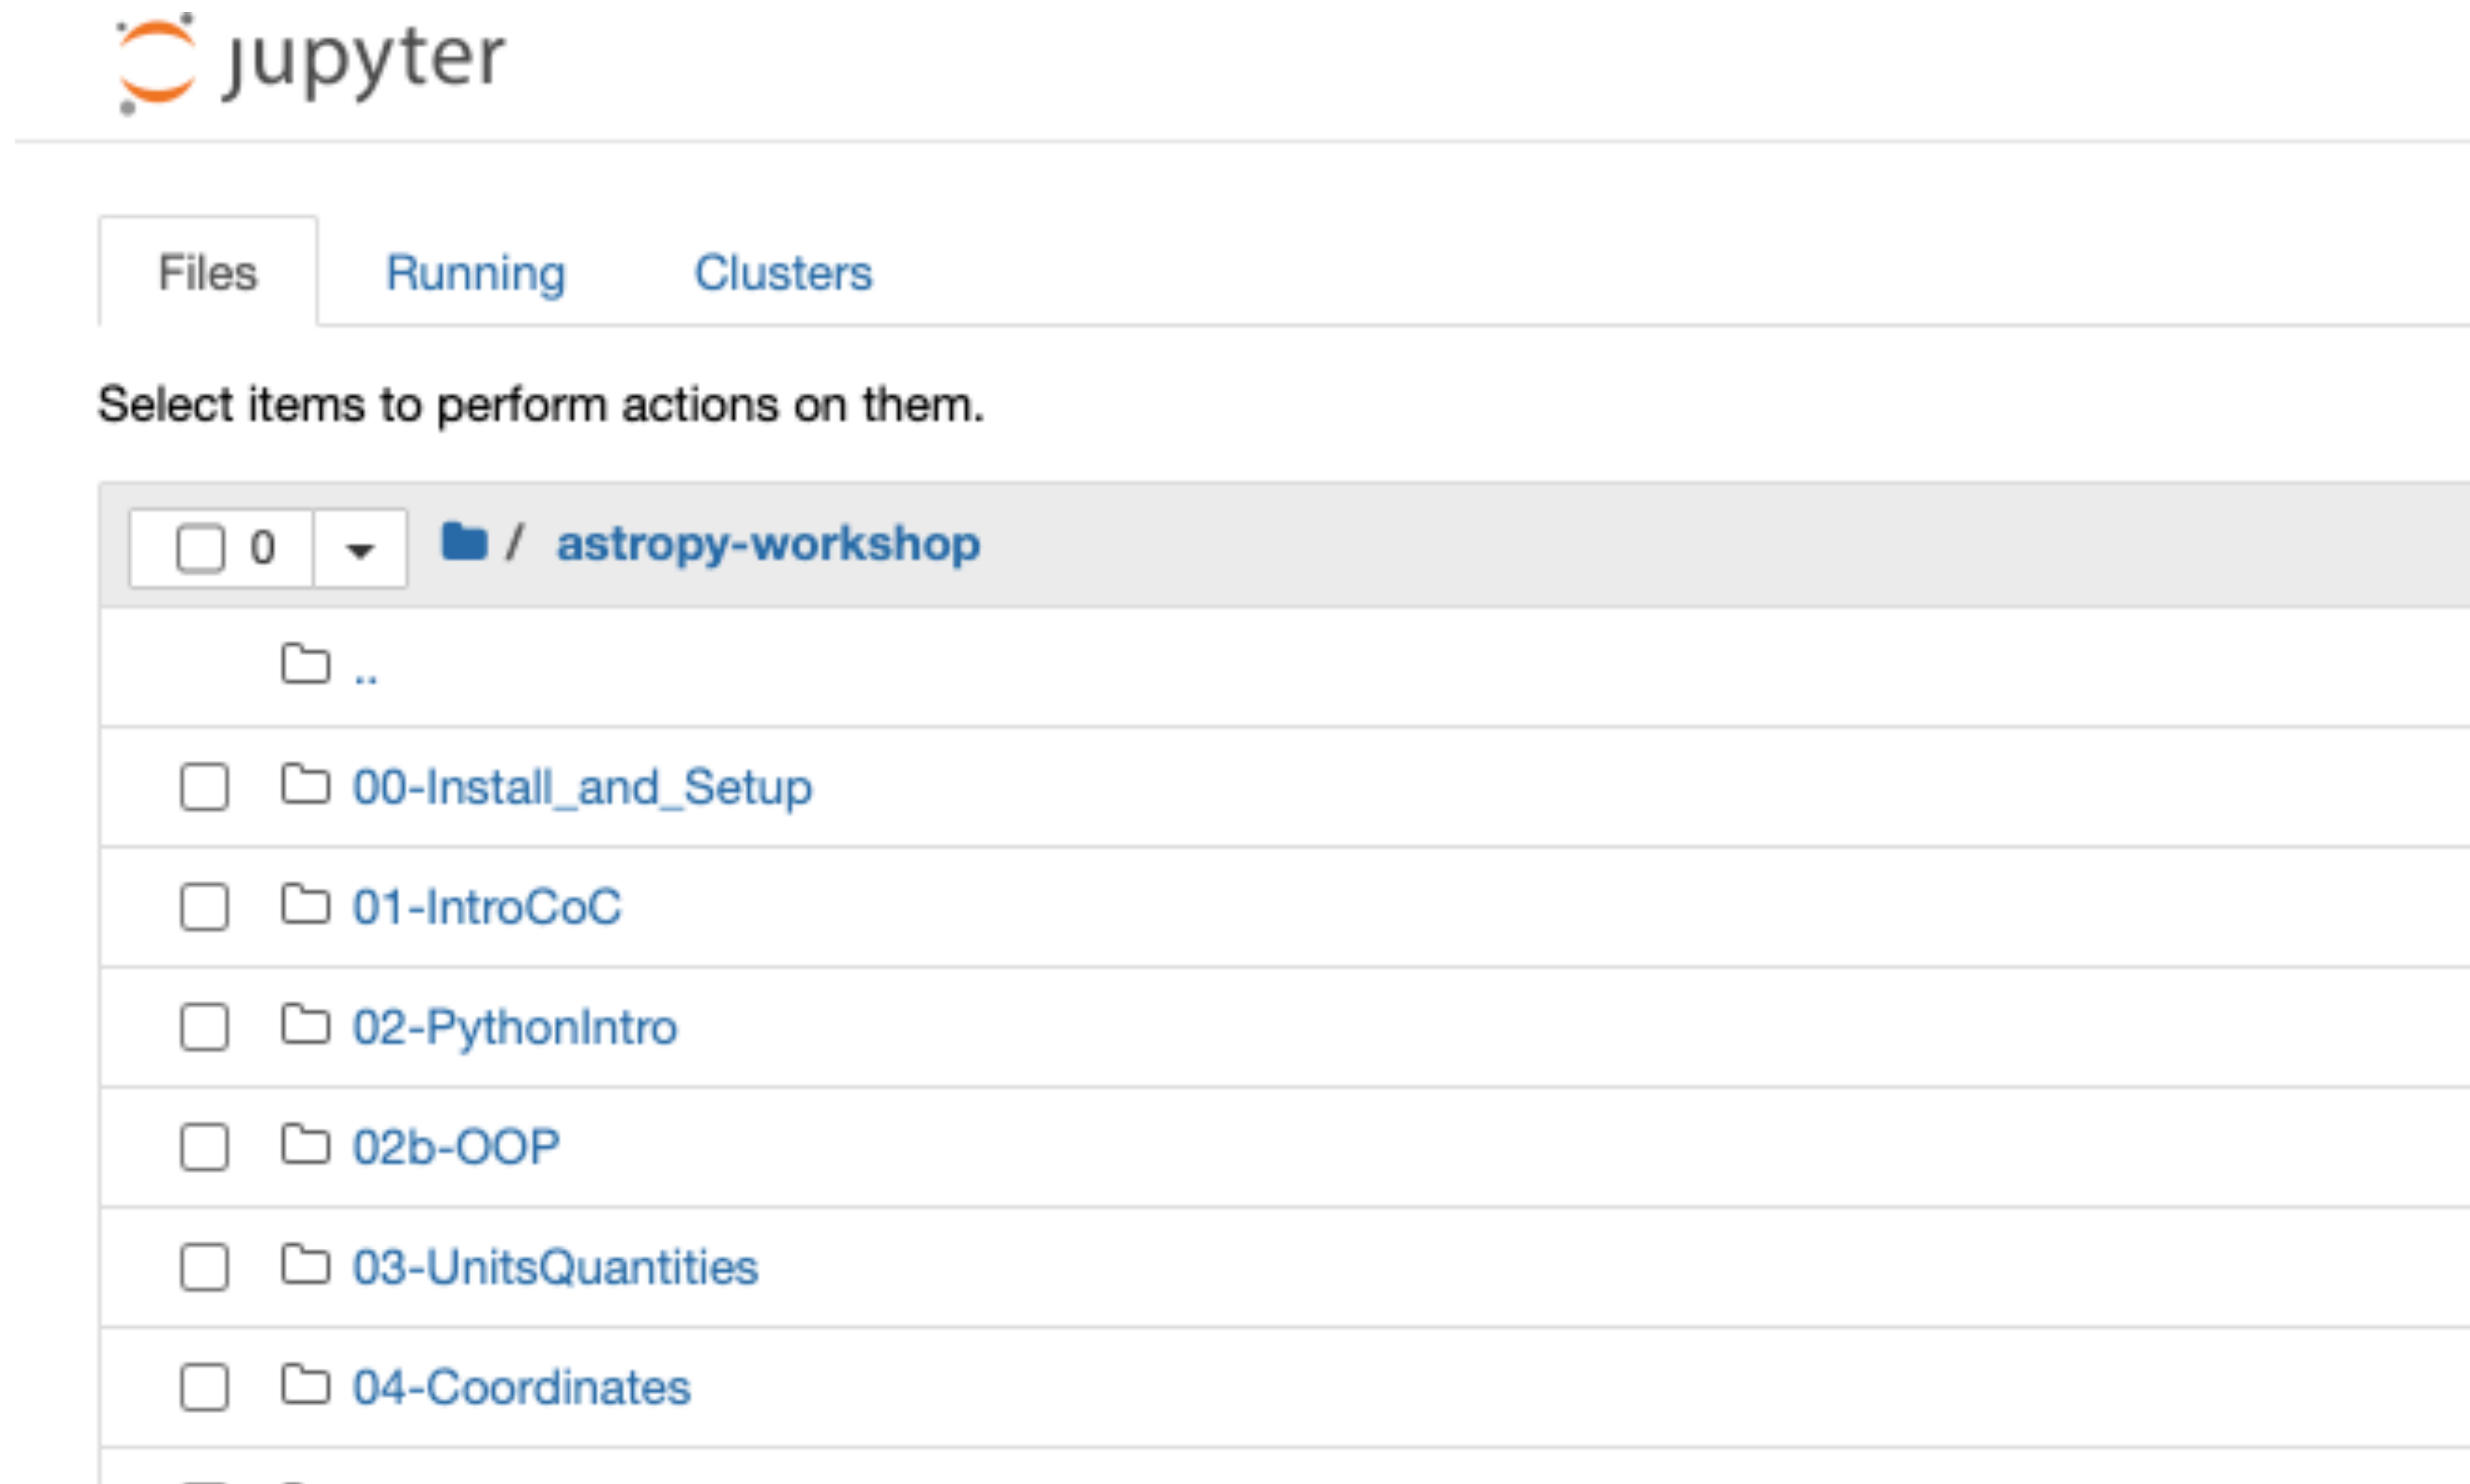 jupyter
Files Running Clusters
Select items to perform actions on them.
0 / astropy-workshop
..
00-Install_and_Setup
01-IntroCoC
02-PythonIntro
02b-OOP
03-UnitsQuantities
04-Coordinates